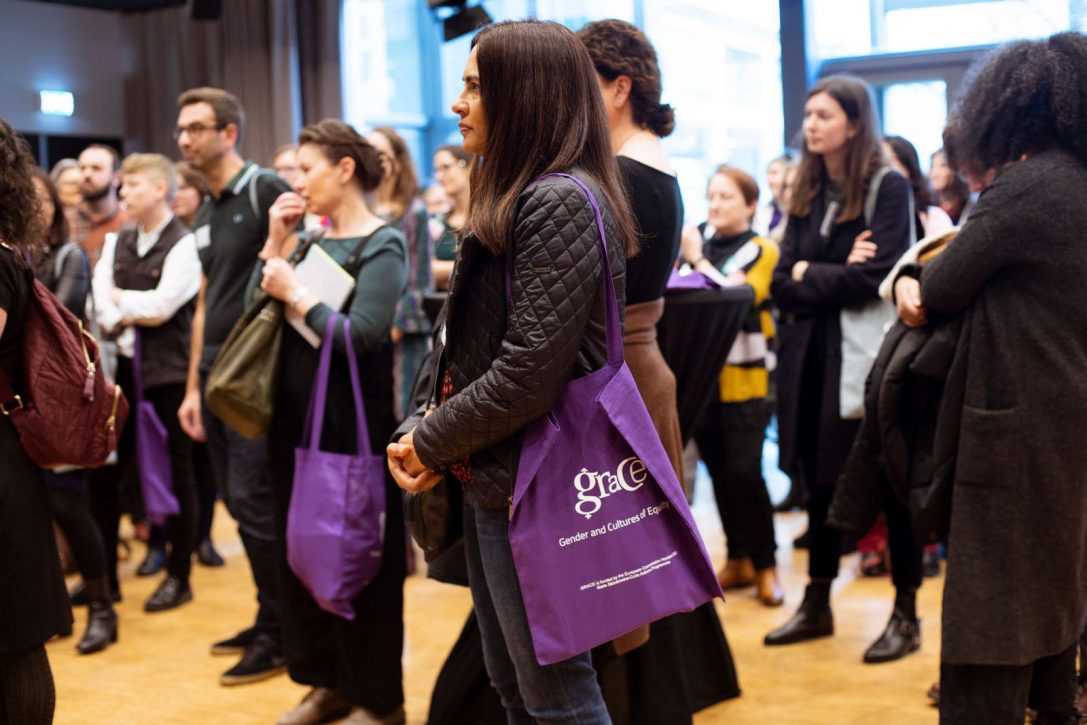 graCe
Gender and Cultures of Equality
GRACE is funded by the European Commission Horizon 2020
Marie Skłodowska-Curie Actions Programme